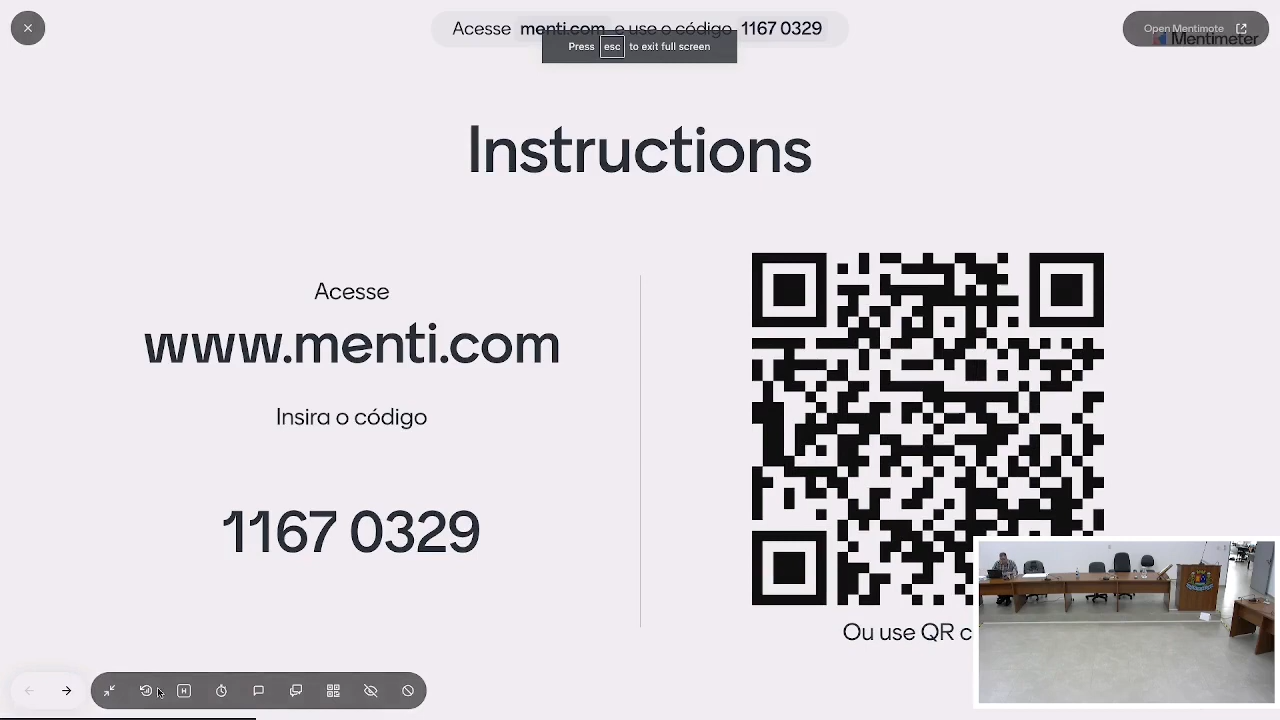 Acesse menti.com e use o código 1167 0329
Open Mentimote
Mentimeter
Press esc to exit full screen
Instructions
Acesse
www.menti.com
Insira o código
1167 0329
Ou use QR c